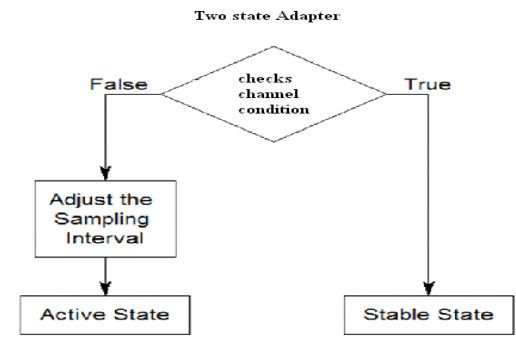 Two state Adapter
False
checks
channel
condition
True
Adjust the
Sampling
Interval
Active State
Stable State